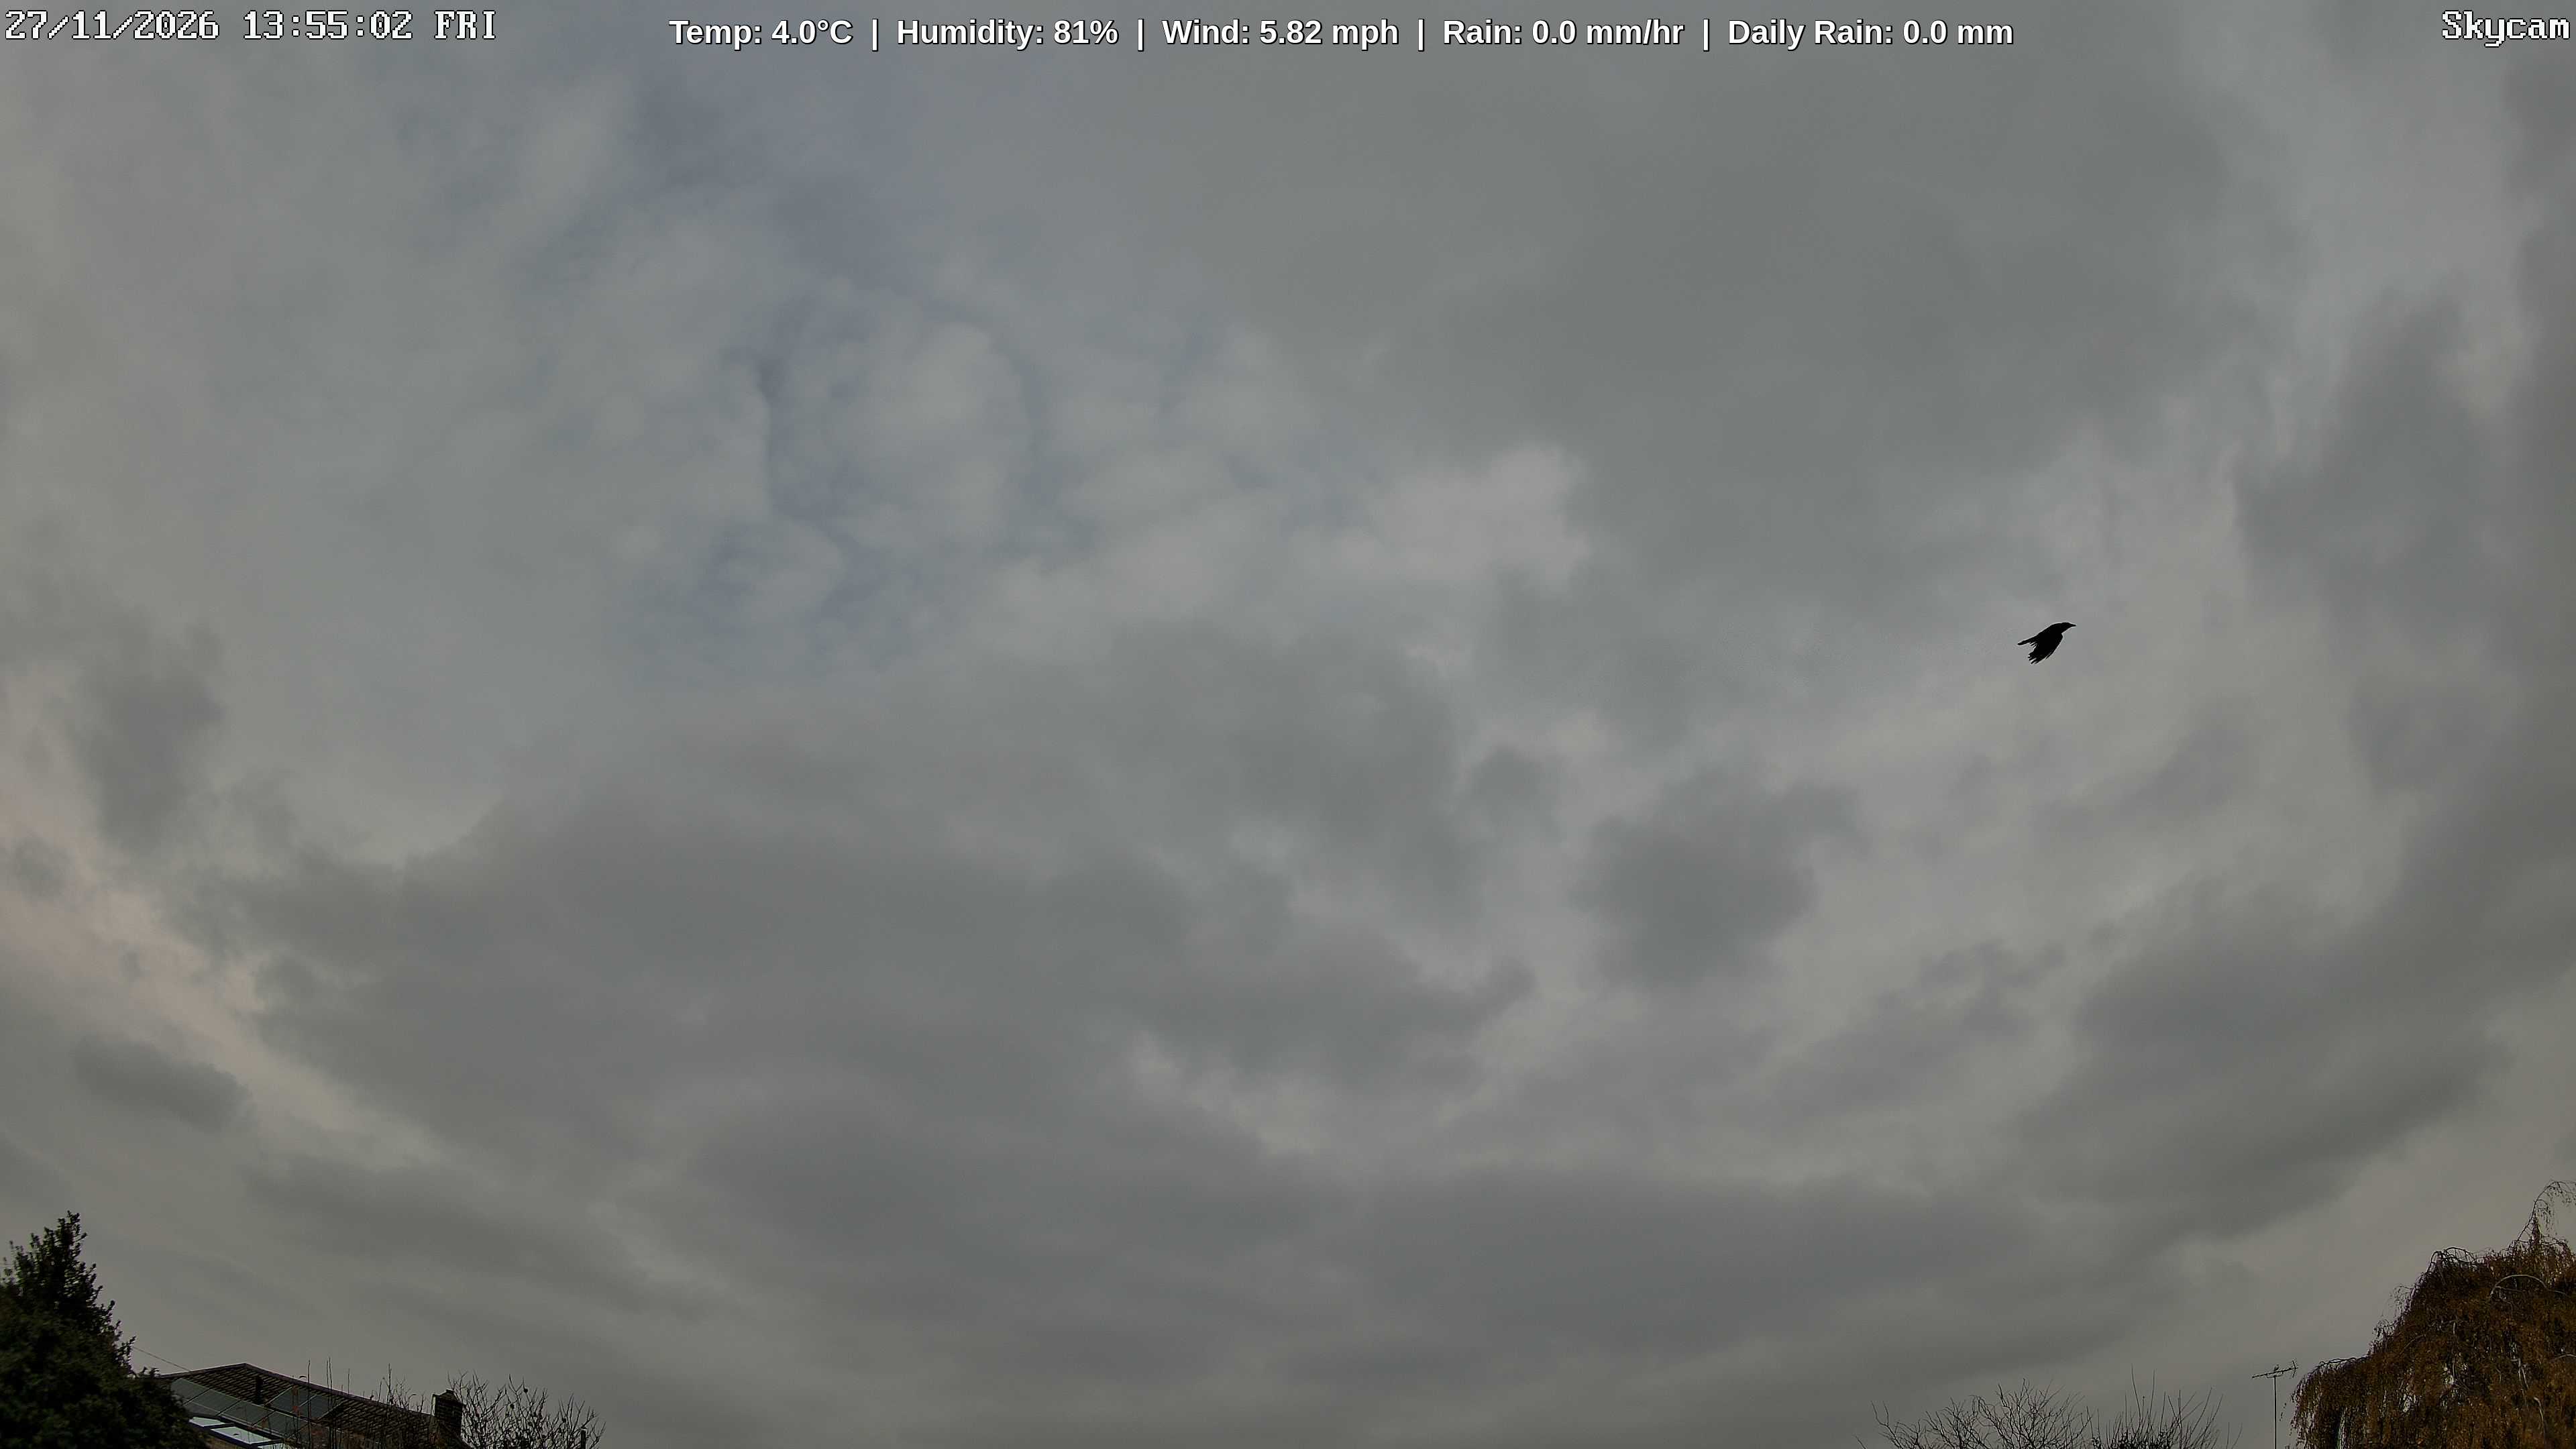 27/11/2026 13:55:02 FRI
Temp: 4.0°C | Humidity: 81% | Wind: 5.82 mph | Rain: 0.0 mm/hr | Daily Rain: 0.0 mm
Skycam